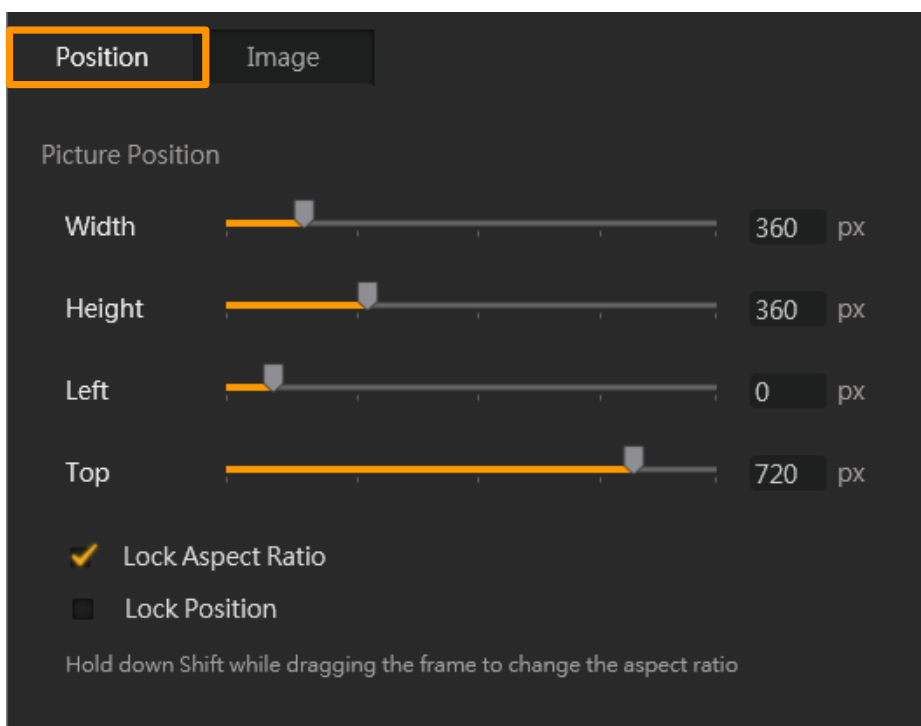 Position Image
Picture Position
Width 360 px
Height 360 px
Left 0 px
Top 720 px
Lock Aspect Ratio
Lock Position
Hold down Shift while dragging the frame to change the aspect ratio